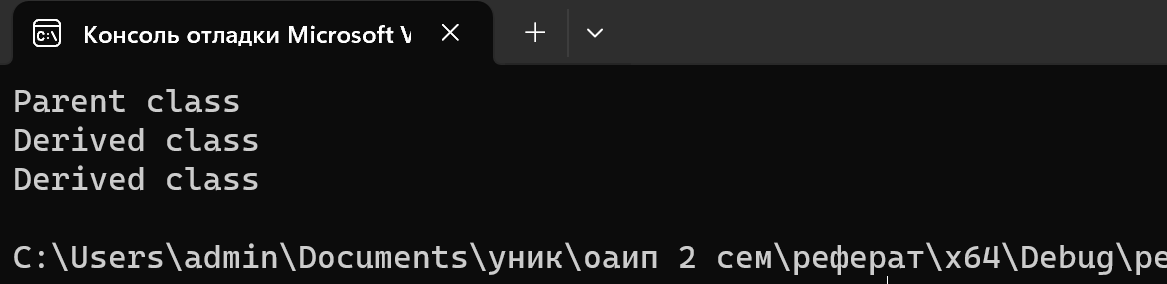 Консоль отладки Microsoft V
Parent class
Derived class
Derived class
C:\Users\admin\Documents\уник\оаип 2 сем\реферат\x64\Debug\ре